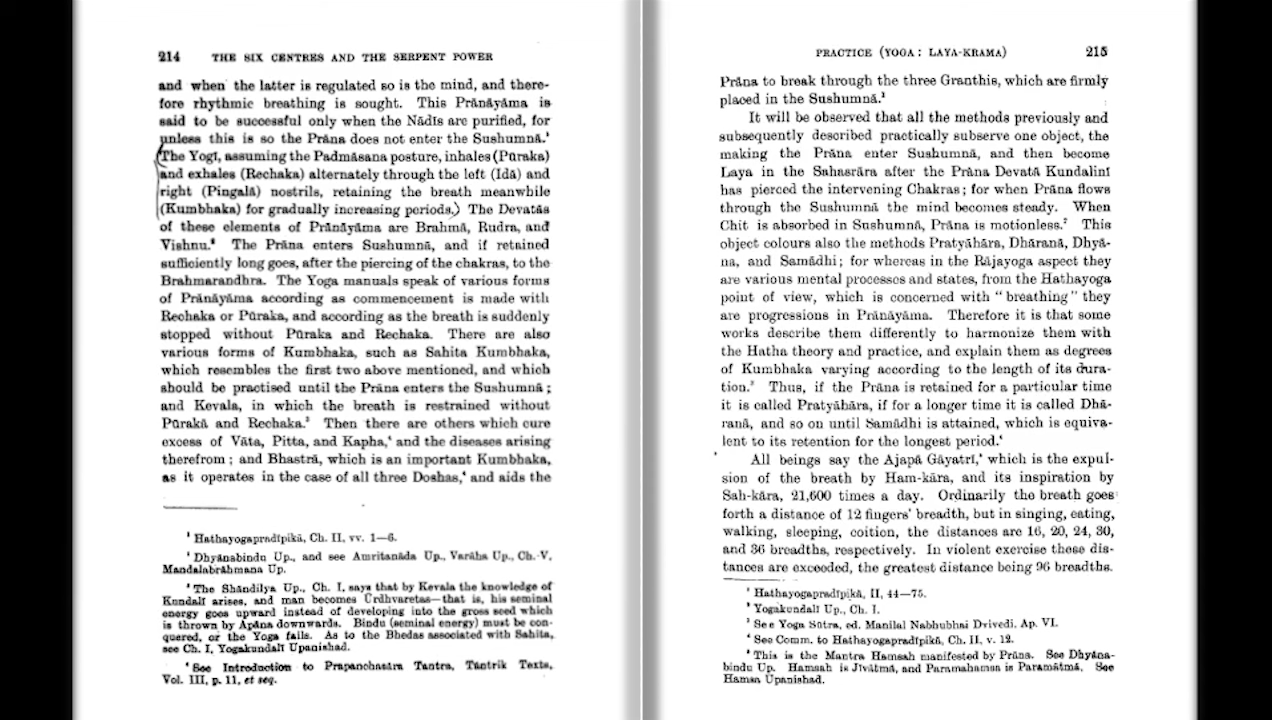 214 THE SIX CENTRES AND THE SERPENT POWER
and when the latter is regulated so is the mind, and there-
fore rhythmic breathing is sought. This Prānāyāma is
said to be successful only when the Nādīs are purified, for
unless this is so the Prāna does not enter the Sushumnā.¹
(The Yogī, assuming the Padmāsana posture, inhales (Pūraka)
and exhales (Rechaka) alternately through the left (Idā) and
right (Pingalā) nostrils, retaining the breath meanwhile
(Kumbhaka) for gradually increasing periods.) The Devatās
of these elements of Prānāyāma are Brahmā, Rudra, and
Vishnu.² The Prāna enters Sushumnā, and if retained
sufficiently long goes, after the piercing of the chakras, to the
Brahmarandhra. The Yoga manuals speak of various forms
of Prānāyāma according as commencement is made with
Rechaka or Pūraka, and according as the breath is suddenly
stopped without Pūraka and Rechaka. There are also
various forms of Kumbhaka, such as Sahita Kumbhaka,
which resembles the first two above mentioned, and which
should be practised until the Prāna enters the Sushumnā ;
and Kevala, in which the breath is restrained without
Pūrakā and Rechaka.³ Then there are others which cure
excess of Vāta, Pitta, and Kapha,⁴ and the diseases arising
therefrom ; and Bhastrā, which is an important Kumbhaka,
as it operates in the case of all three Doshas,⁴ and aids the
¹ Hathayogapradīpikā, Ch. II, vv. 1—6.
² Dhyānabindu Up., and see Amritanāda Up., Varāha Up., Ch. V,
Mandalabrāhmana Up.
³ The Shāndilya Up., Ch. I, says that by Kevala the knowledge of
Kundalī arises, and man becomes Ūrdhvaretas—that is, his seminal
energy goes upward instead of developing into the gross seed which
is thrown by Apāna downwards. Bindu (seminal energy) must be con-
quered, or the Yoga fails. As to the Bhedas associated with Sahita,
see Ch. I, Yogakundalī Upanishad.
⁴ See Introduction to Prapanchasāra Tantra, Tāntrik Texts,
Vol. III, p. 11, et seq.
PRACTICE (YOGA : LAYA-KRAMA) 215
Prāna to break through the three Granthis, which are firmly
placed in the Sushumnā.¹
It will be observed that all the methods previously and
subsequently described practically subserve one object, the
making the Prāna enter Sushumnā, and then become
Laya in the Sahasrāra after the Prāna Devatā Kundalinī
has pierced the intervening Chakras ; for when Prāna flows
through the Sushumnā the mind becomes steady. When
Chit is absorbed in Sushumnā, Prāna is motionless.² This
object colours also the methods Pratyāhāra, Dhāranā, Dhyā-
na, and Samādhi ; for whereas in the Rājayoga aspect they
are various mental processes and states, from the Hathayoga
point of view, which is concerned with “ breathing ” they
are progressions in Prānāyāma. Therefore it is that some
works describe them differently to harmonize them with
the Hatha theory and practice, and explain them as degrees
of Kumbhaka varying according to the length of its dura-
tion.³ Thus, if the Prāna is retained for a particular time
it is called Pratyāhāra, if for a longer time it is called Dhā-
ranā, and so on until Samādhi is attained, which is equiva-
lent to its retention for the longest period.⁴
All beings say the Ajapā Gāyatrī,⁵ which is the expul-
sion of the breath by Ham-kāra, and its inspiration by
Sah-kāra, 21,600 times a day. Ordinarily the breath goes
forth a distance of 12 fingers’ breadth, but in singing, eating,
walking, sleeping, coition, the distances are 16, 20, 24, 30,
and 36 breadths, respectively. In violent exercise these dis-
tances are exceeded, the greatest distance being 96 breadths.
¹ Hathayogapradīpikā, II, 44—75.
² Yogakundalī Up., Ch. I.
³ See Yoga Sūtra, ed. Manilal Nabhubhai Drivedi, Ap. VI.
⁴ See Comm. to Hathayogapradīpikā, Ch. II, v. 12.
⁵ This is the Mantra Hamsah manifested by Prāna. See Dhyāna-
bindu Up. Hamsah is Jīvātmā, and Paramahamsa is Paramātmā. See
Hamsa Upanishad.